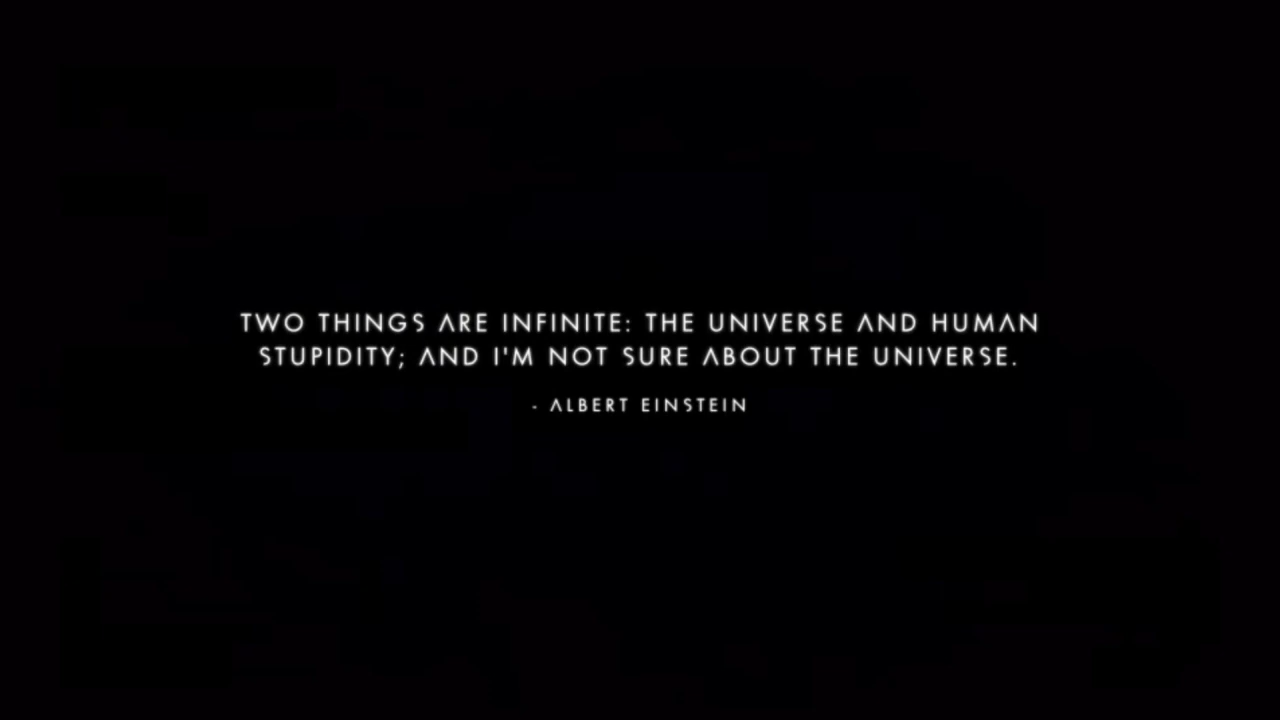 TWO THINGS ARE INFINITE: THE UNIVERSE AND HUMAN
STUPIDITY; AND I'M NOT SURE ABOUT THE UNIVERSE.
- ALBERT EINSTEIN